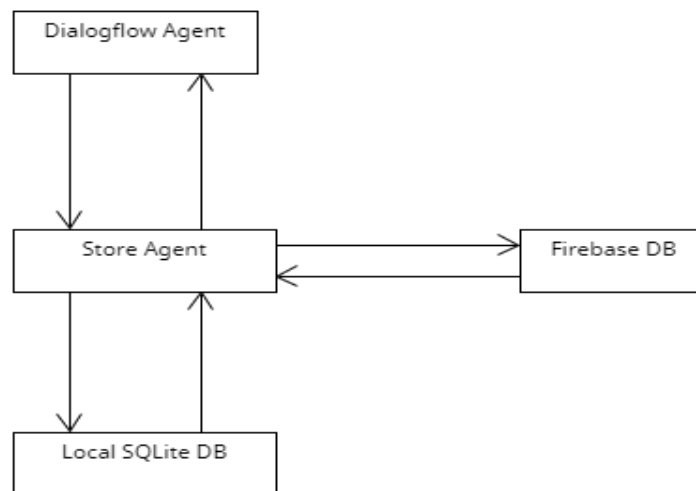 Dialogflow Agent
Store Agent
Firebase DB
Local SQLite DB